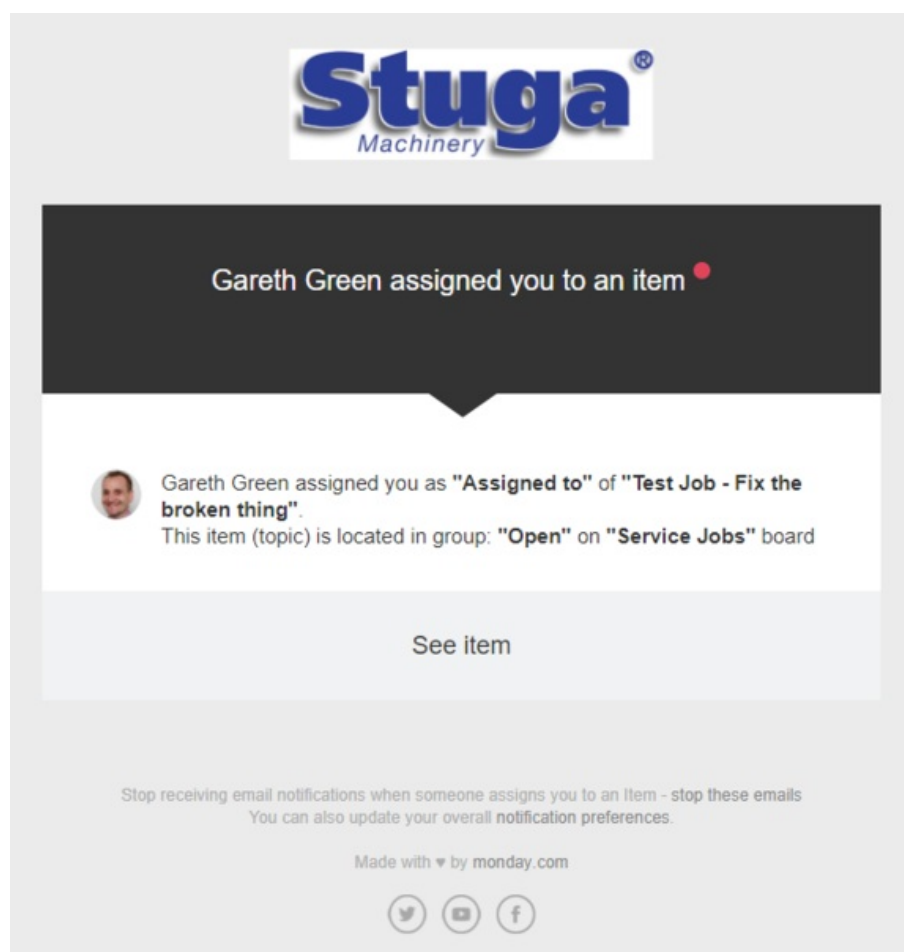 Stuga®
Machinery
Gareth Green assigned you to an item
Gareth Green assigned you as "Assigned to" of "Test Job - Fix the
broken thing".
This item (topic) is located in group: "Open" on "Service Jobs" board
See item
Stop receiving email notifications when someone assigns you to an Item - stop these emails
You can also update your overall notification preferences.
Made with ♥ by monday.com